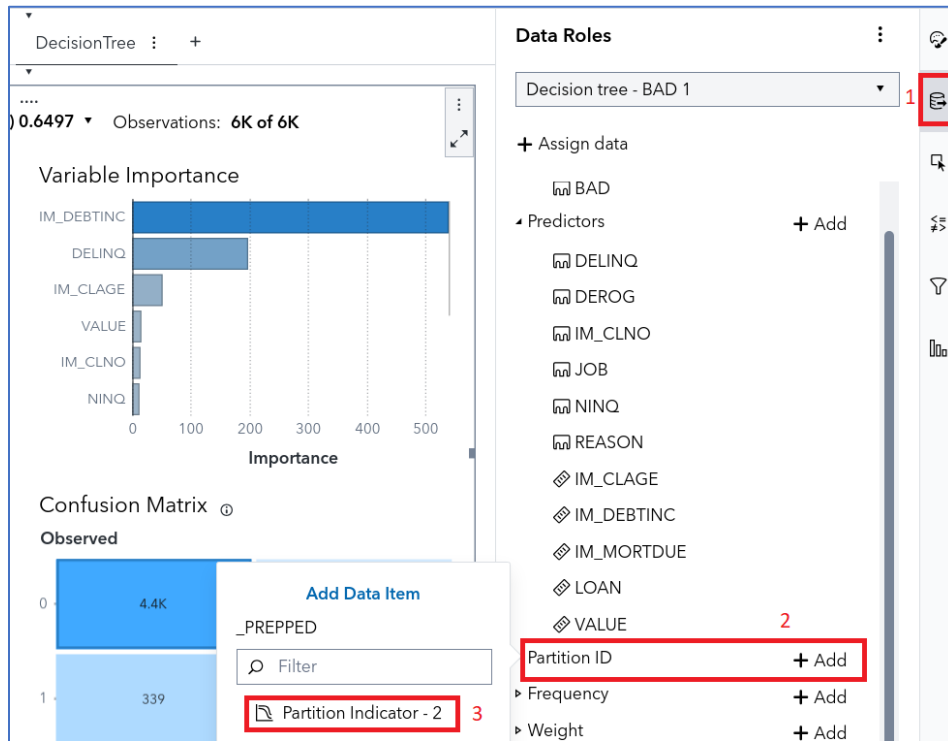 DecisionTree
+
....
) 0.6497 Observations: 6K of 6K
Variable Importance
IM_DEBTINC
DELINQ
IM_CLAGE
VALUE
IM_CLNO
NINQ
0 100 200 300 400 500
Importance
Confusion Matrix
Observed
0 4.4K
1 339
Add Data Item
_PREPPED
Filter
Partition Indicator - 2 3
Data Roles
Decision tree - BAD 1
1
+ Assign data
BAD
Predictors + Add
DELINQ
DEROG
IM_CLNO
JOB
NINQ
REASON
IM_CLAGE
IM_DEBTINC
IM_MORTDUE
LOAN
VALUE
2
Partition ID + Add
Frequency + Add
Weight + Add